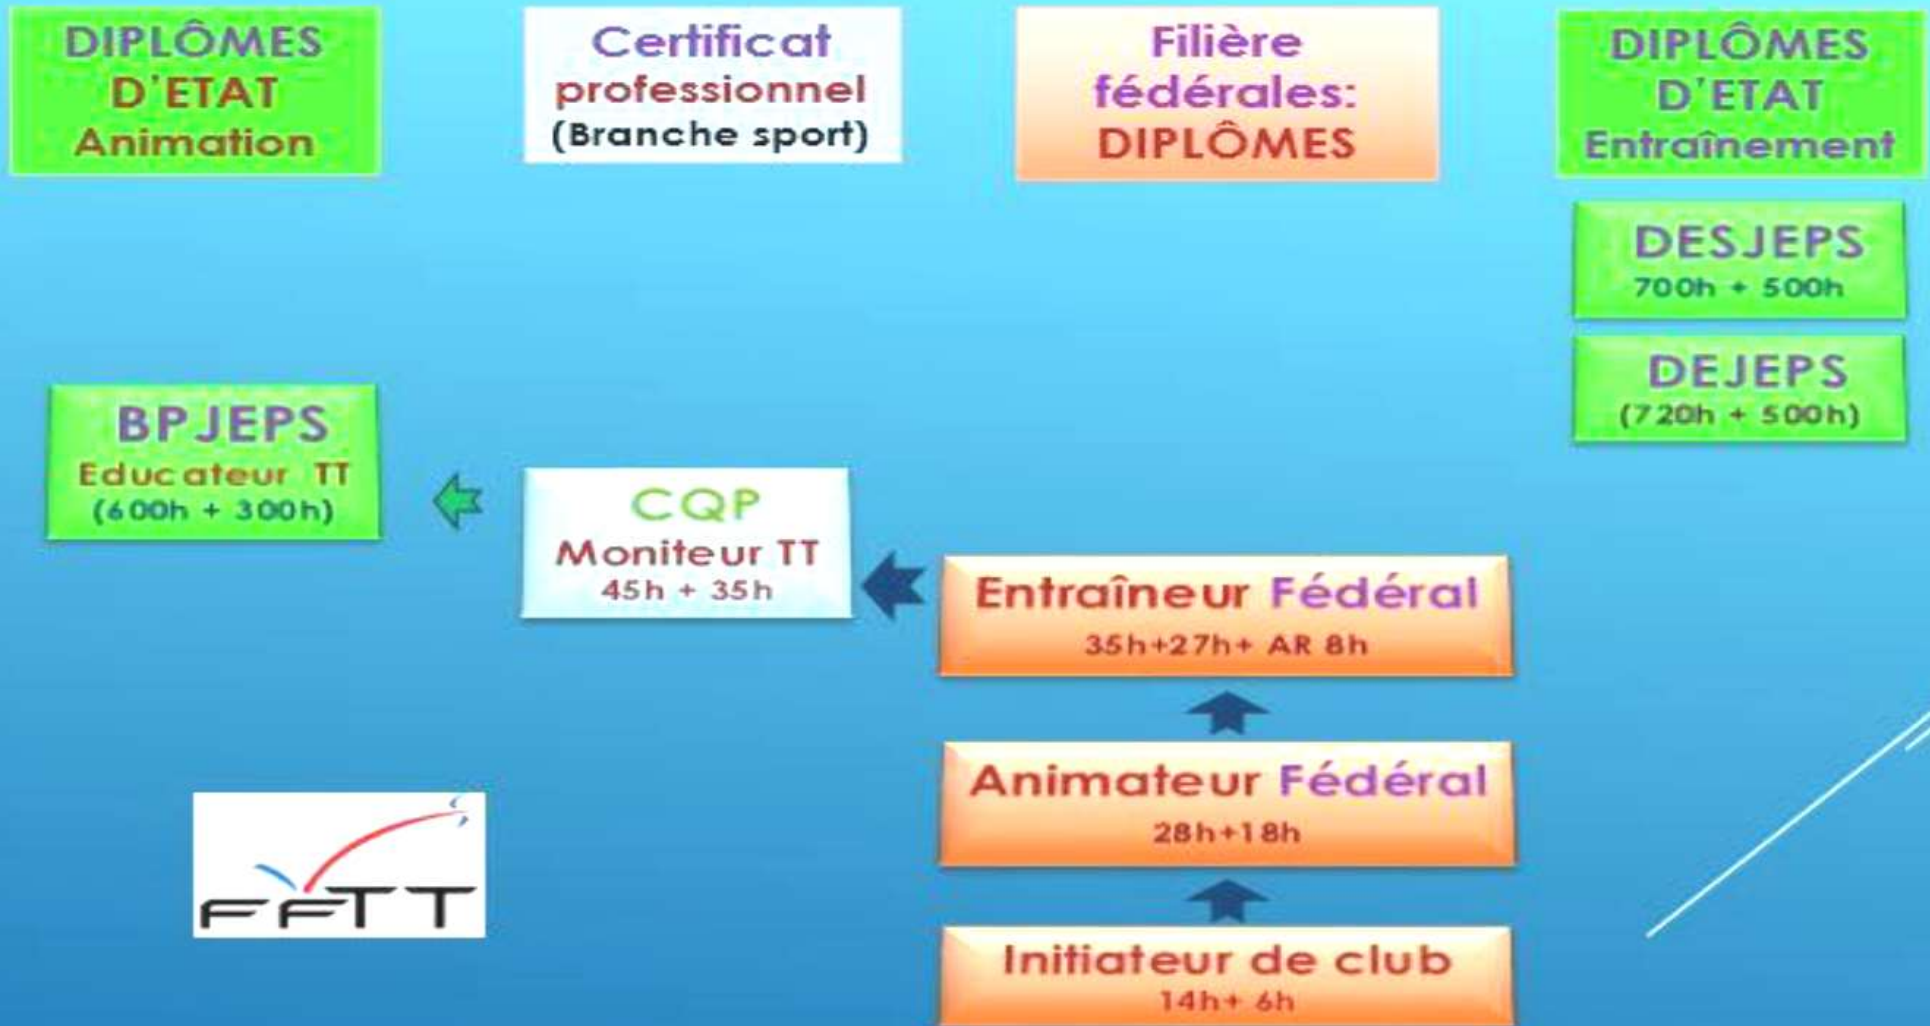 DIPLÔMES
D'ETAT
Animation
Certificat
professionnel
(Branche sport)
Filière
fédérales:
DIPLÔMES
DIPLÔMES
D'ETAT
Entraînement
DESJEPS
700h + 500h
DEJEPS
(720h + 500h)
BPJEPS
Educateur TT
(600h + 300h)
CQP
Moniteur TT
45h + 35h
Entraîneur Fédéral
35h+27h+ AR 8h
Animateur Fédéral
28h+18h
Initiateur de club
14h+ 6h
FFTT